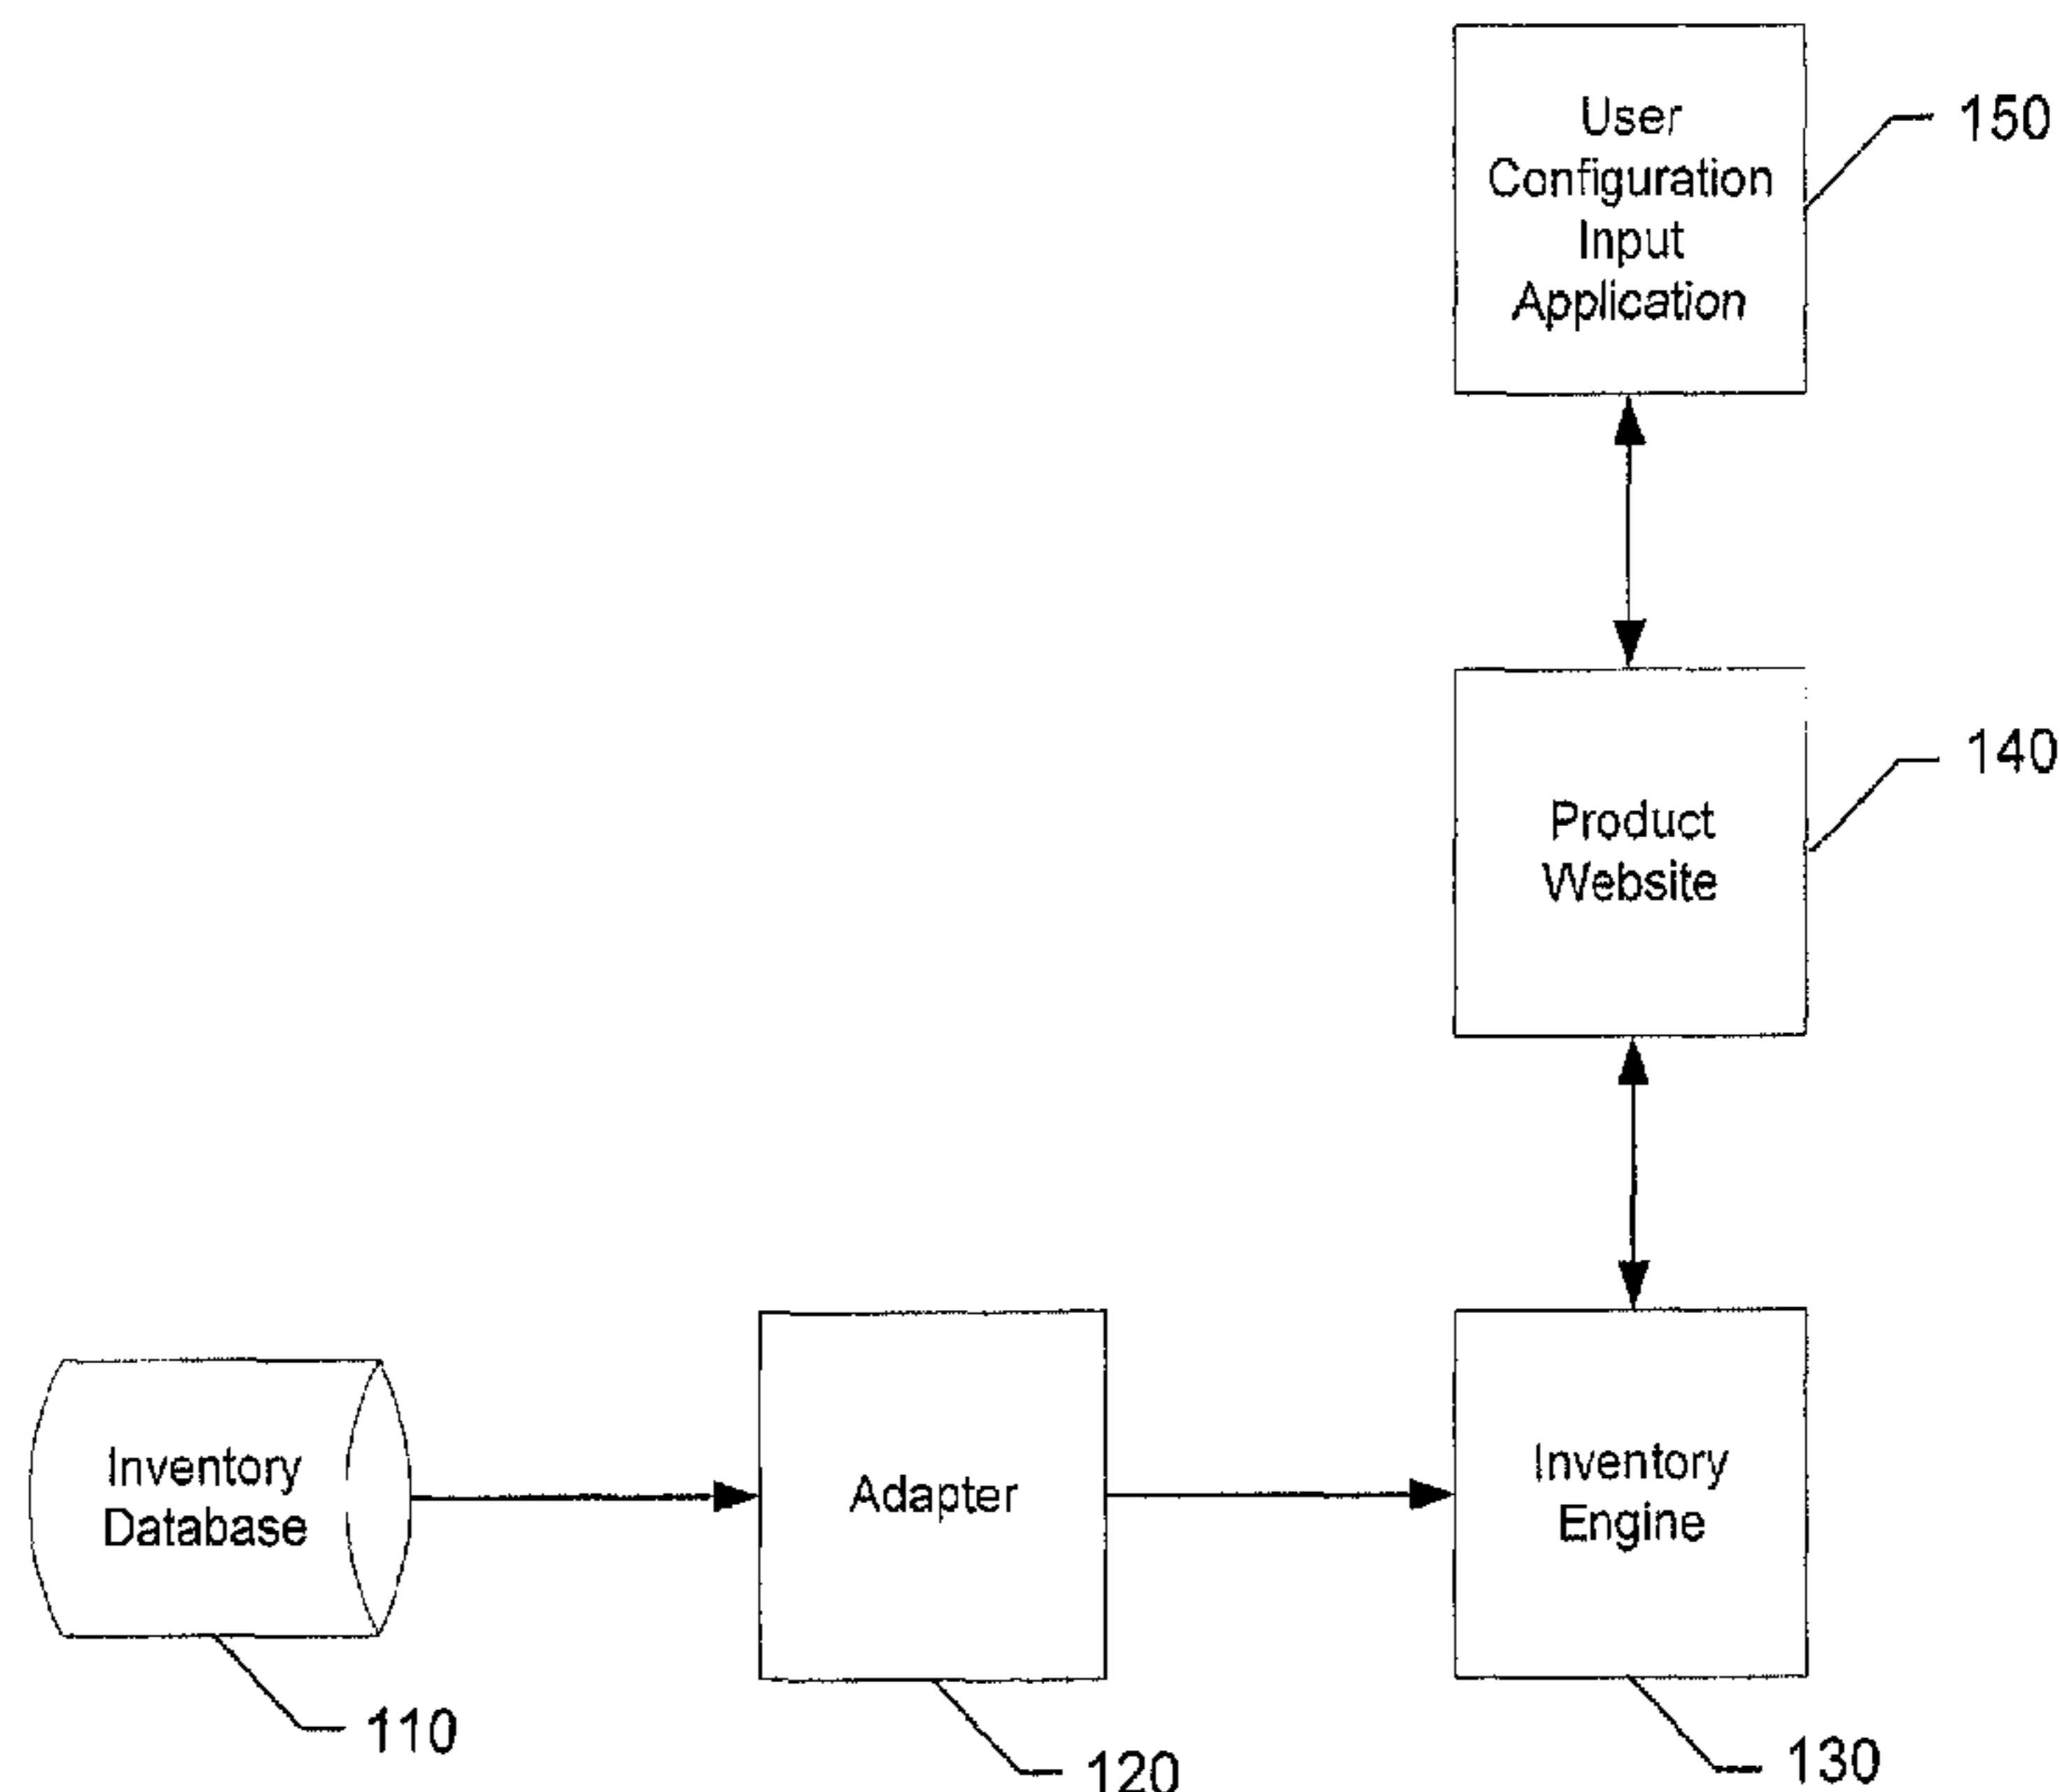 User
Configuration
Input
Application
150
Product
Website
140
Inventory
Database
110
Adapter
120
Inventory
Engine
130